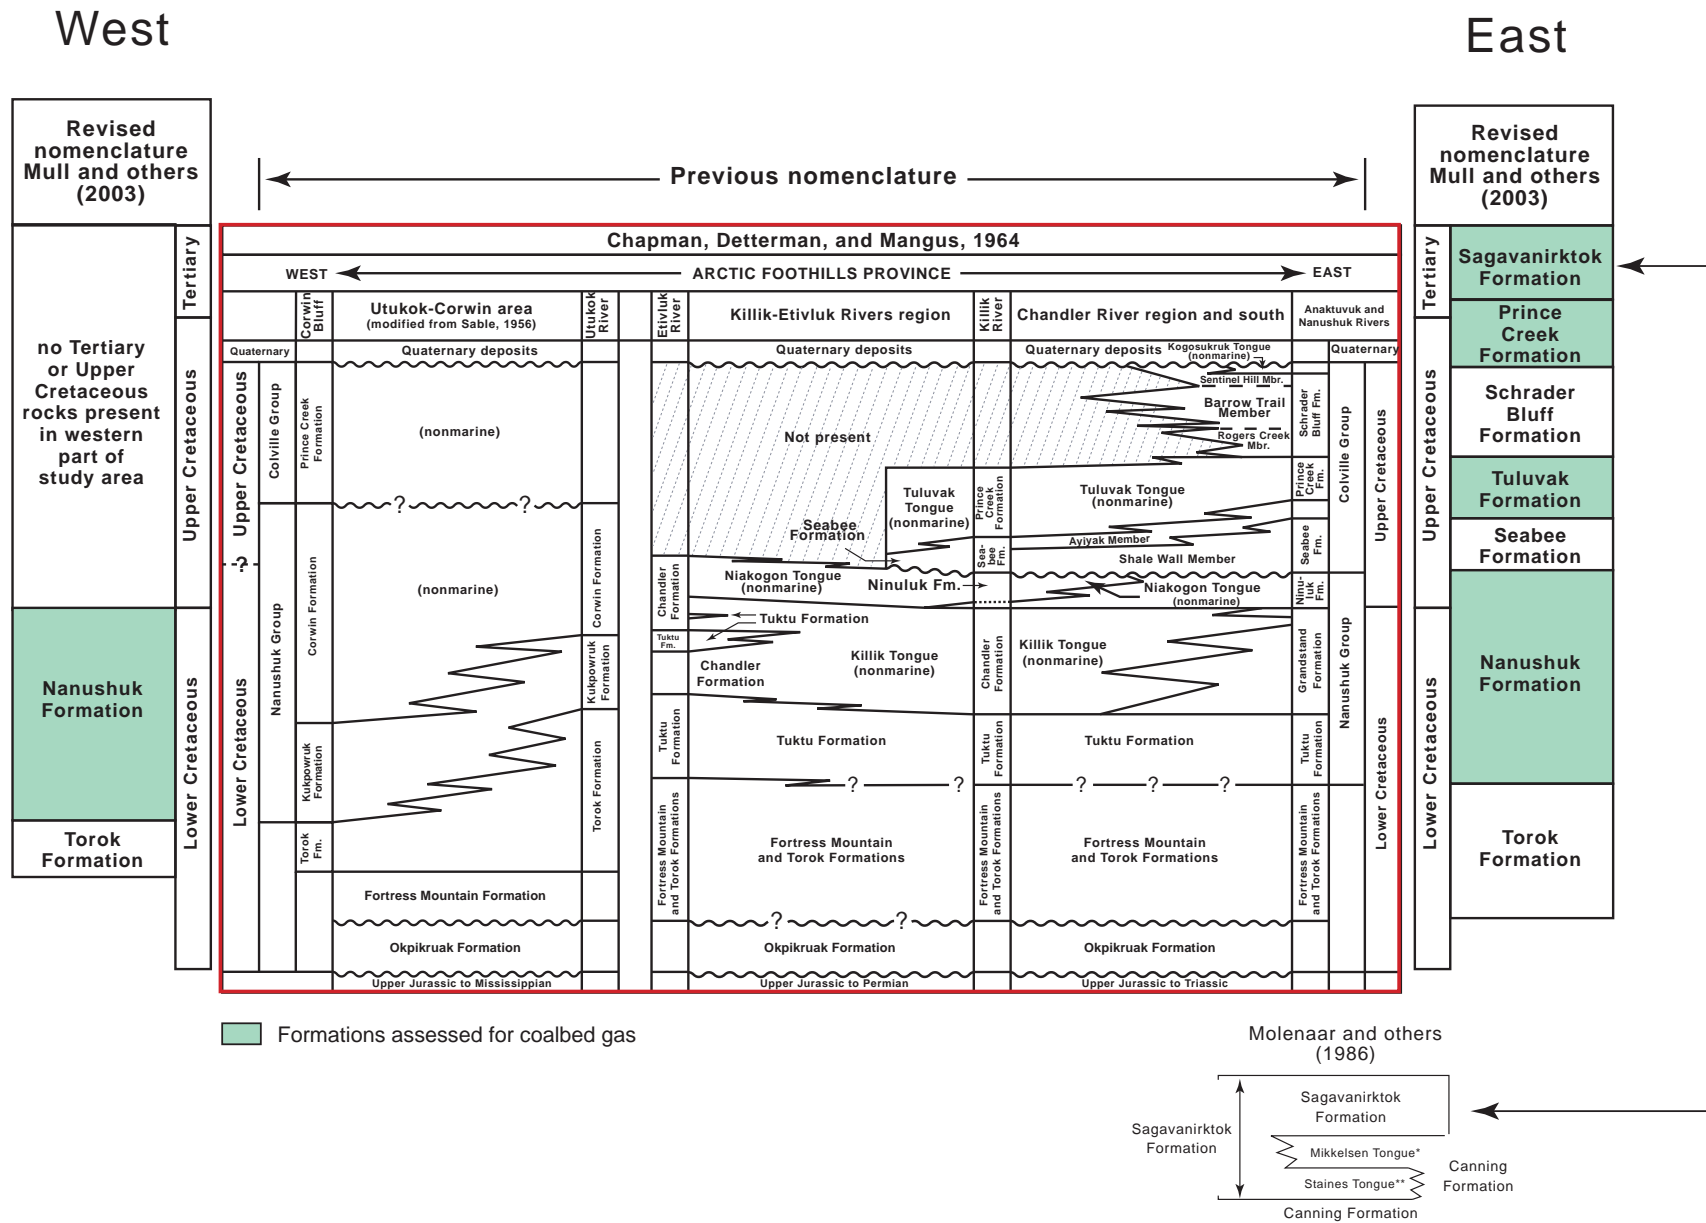 West
East
Revised
nomenclature
Mull and others
(2003)
Previous nomenclature
Revised
nomenclature
Mull and others
(2003)
no Tertiary
or Upper
Cretaceous
rocks present
in western
part of
study area
Tertiary
Upper Cretaceous
Nanushuk
Formation
Lower Cretaceous
Torok
Formation
Chapman, Detterman, and Mangus, 1964
WEST
ARCTIC FOOTHILLS PROVINCE
EAST
Corwin
Bluff
Utukok-Corwin area
(modified from Sable, 1956)
Utukok
River
Etivluk
River
Killik-Etivluk Rivers region
Killik
River
Chandler River region and south
Anaktuvuk and
Nanushuk Rivers
Quaternary
Quaternary deposits
Quaternary deposits
Quaternary deposits
Kogosukruk Tongue
(nonmarine)
Quaternary
Upper Cretaceous
?
Lower Cretaceous
Colville Group
Nanushuk Group
Prince Creek
Formation
Corwin Formation
Kukpowruk
Formation
Torok
Fm.
(nonmarine)
? ?
(nonmarine)
Fortress Mountain Formation
Okpikruak Formation
Upper Jurassic to Mississippian
Corwin Formation
Kukpowruk
Formation
Torok Formation
Chandler
Formation
Tuktu
Fm.
Tuktu
Formation
Fortress Mountain
and Torok Formations
Not present
Seabee
Formation
Tuluvak
Tongue
(nonmarine)
Niakogon Tongue
(nonmarine)
Ninuluk Fm.
Tuktu Formation
Killik Tongue
(nonmarine)
Chandler
Formation
Tuktu Formation
? ?
Fortress Mountain
and Torok Formations
? ?
Okpikruak Formation
Upper Jurassic to Permian
Prince
Creek
Formation
Sea-
bee
Fm.
Chandler
Formation
Tuktu
Formation
Fortress Mountain
and Torok Formations
Sentinel Hill Mbr.
Barrow Trail
Member
Rogers Creek
Mbr.
Tuluvak Tongue
(nonmarine)
Ayiyak Member
Shale Wall Member
Niakogon Tongue
(nonmarine)
Killik Tongue
(nonmarine)
Tuktu Formation
? ? ?
Fortress Mountain
and Torok Formations
Okpikruak Formation
Upper Jurassic to Triassic
Schrader
Bluff Fm.
Prince
Creek
Fm.
Seabee
Fm.
Ninu-
luk
Fm.
Grandstand
Formation
Tuktu
Formation
Fortress Mountain
and Torok Formations
Colville Group
Nanushuk Group
Upper Cretaceous
Lower Cretaceous
Tertiary
Upper Cretaceous
Lower Cretaceous
Sagavanirktok
Formation
Prince
Creek
Formation
Schrader
Bluff
Formation
Tuluvak
Formation
Seabee
Formation
Nanushuk
Formation
Torok
Formation
Formations assessed for coalbed gas
Molenaar and others
(1986)
Sagavanirktok
Formation
Sagavanirktok
Formation
Mikkelsen Tongue*
Staines Tongue**
Canning
Formation
Canning Formation